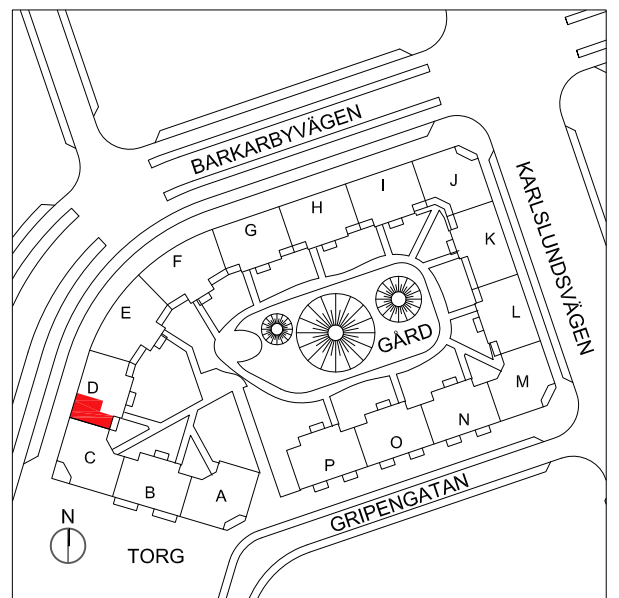 BARKARBYVÄGEN
KARLSLUNDSVÄGEN
J
I
H
G
F
K
E
L
GÅRD
D
M
N
O
P
C
B
A
GRIPENGATAN
N
TORG